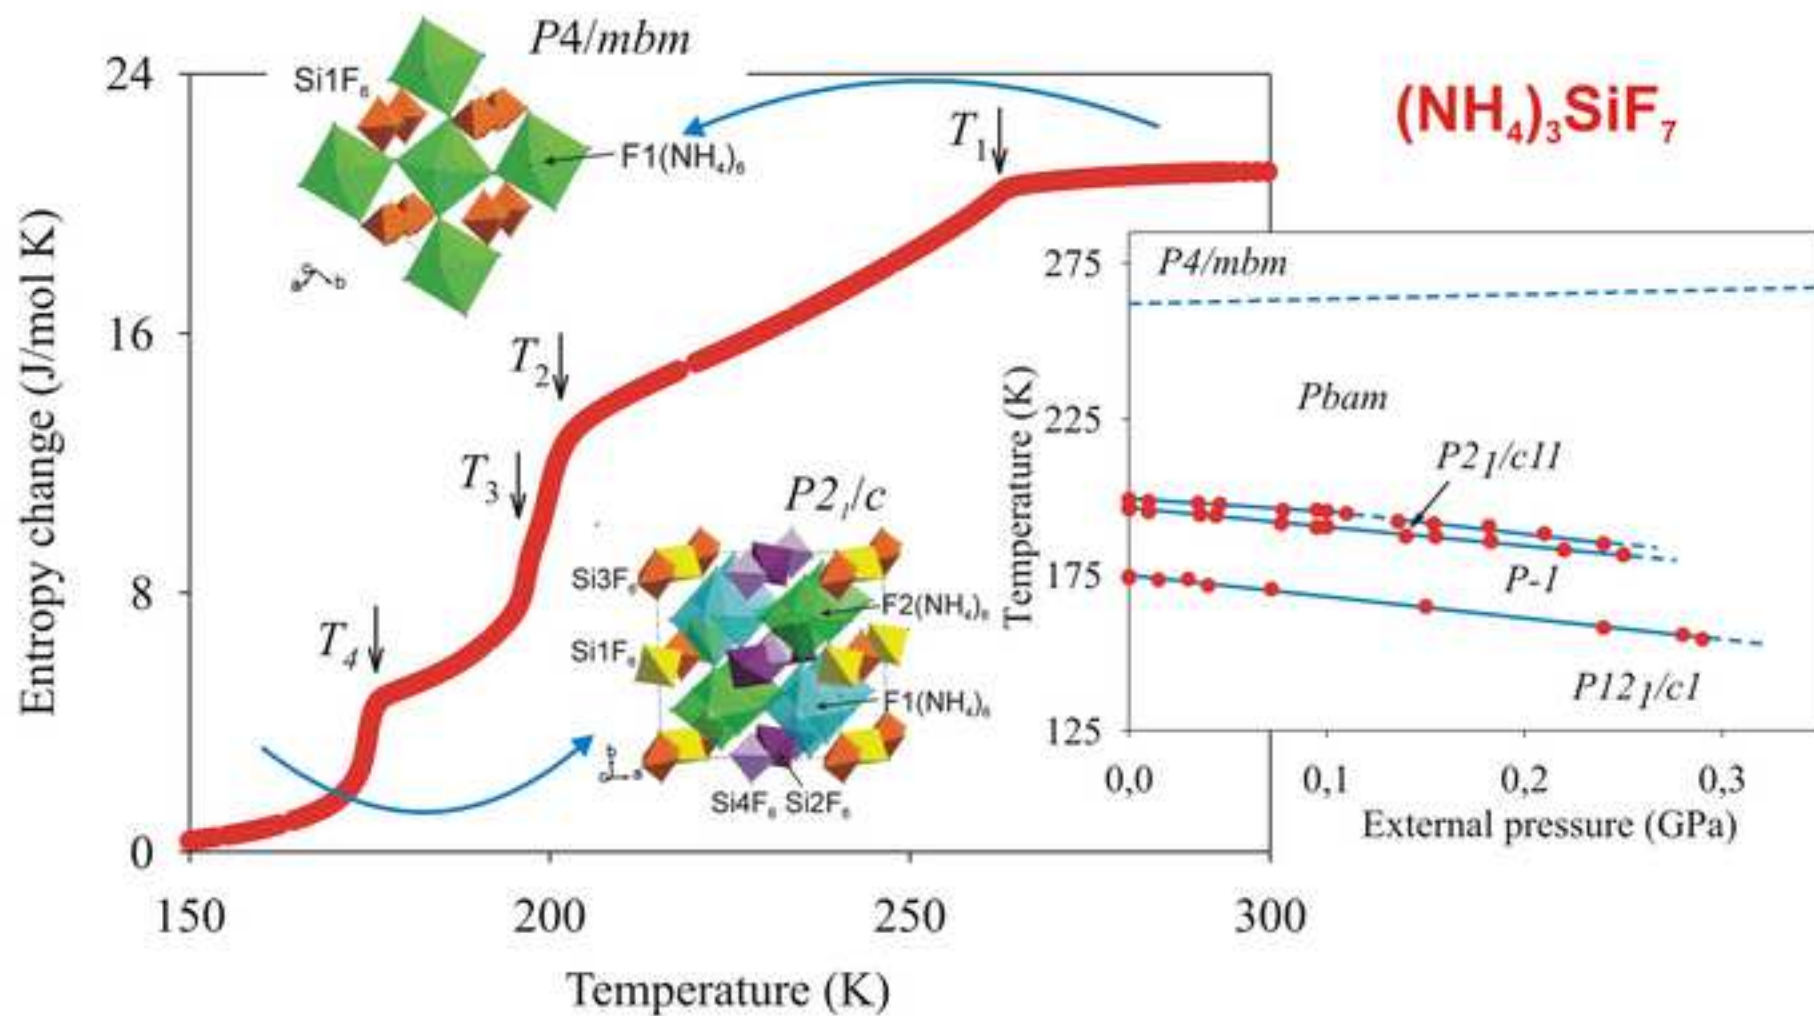 P4/mbm
(NH₄)₃SiF₇
24
Si1F₆
F1(NH₄)₆
T₁
a c b
16
T₂
T₃
P2₁/c
Si3F₆
F2(NH₄)₆
Si1F₆
F1(NH₄)₆
b
a
Si4F₆ Si2F₆
8
T₄
0
150
200
250
300
Entropy change (J/mol K)
Temperature (K)
275
225
175
125
P4/mbm
Pbam
P2₁/c11
P-1
P12₁/c1
0,0
0,1
0,2
0,3
Temperature (K)
External pressure (GPa)